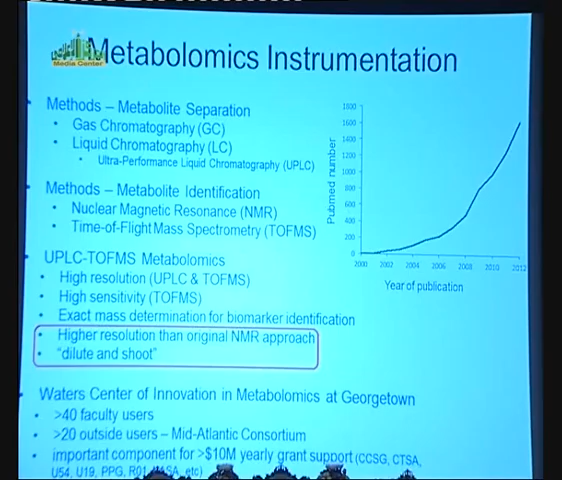 Media Center
Metabolomics Instrumentation
Methods – Metabolite Separation
• Gas Chromatography (GC)
• Liquid Chromatography (LC)
• Ultra-Performance Liquid Chromatography (UPLC)
Methods – Metabolite Identification
• Nuclear Magnetic Resonance (NMR)
• Time-of-Flight Mass Spectrometry (TOFMS)
UPLC-TOFMS Metabolomics
• High resolution (UPLC & TOFMS)
• High sensitivity (TOFMS)
• Exact mass determination for biomarker identification
• Higher resolution than original NMR approach
• "dilute and shoot"
Waters Center of Innovation in Metabolomics at Georgetown
• >40 faculty users
• >20 outside users – Mid-Atlantic Consortium
• important component for >$10M yearly grant support (CCSG, CTSA,
U54, U19, PPG, R01, etc)
Pubmed number
1800
1600
1400
1200
1000
800
600
400
200
0
2000 2002 2004 2006 2008 2010 2012
Year of publication